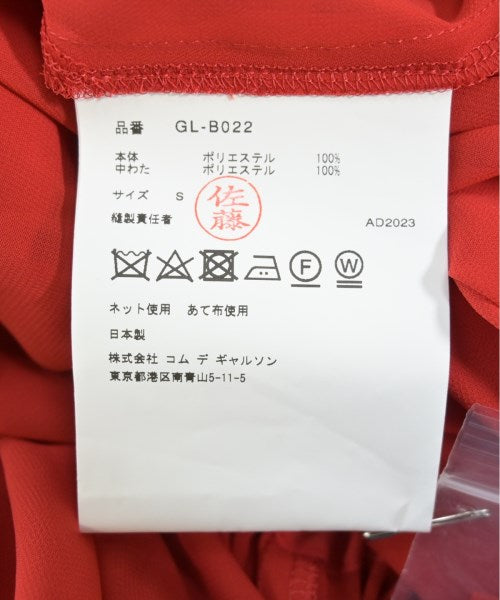 品番 GL-B022
本体 ポリエステル 100%
中わた ポリエステル 100%
サイズ S
佐藤
縫製責任者
AD2023
F W
ネット使用 あて布使用
日本製
株式会社 コム デ ギャルソン
東京都港区南青山5-11-5